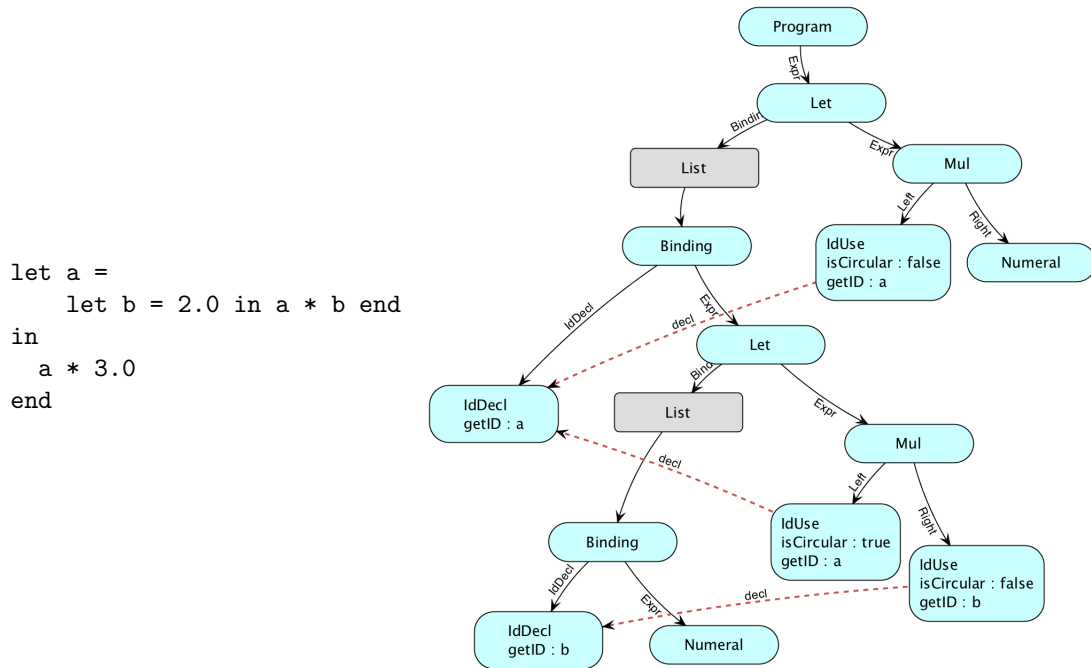 let a =
    let b = 2.0 in a * b end
in
  a * 3.0
end
Program
Expr
Let
Bindin
Expr
List
Mul
Left
Right
Binding
IdUse
isCircular : false
getID : a
Numeral
IdDecl
Expr
decl
Let
Bind
Expr
IdDecl
getID : a
List
Mul
decl
Left
Right
IdUse
isCircular : true
getID : a
Binding
IdUse
isCircular : false
getID : b
IdDecl
Expr
decl
IdDecl
getID : b
Numeral